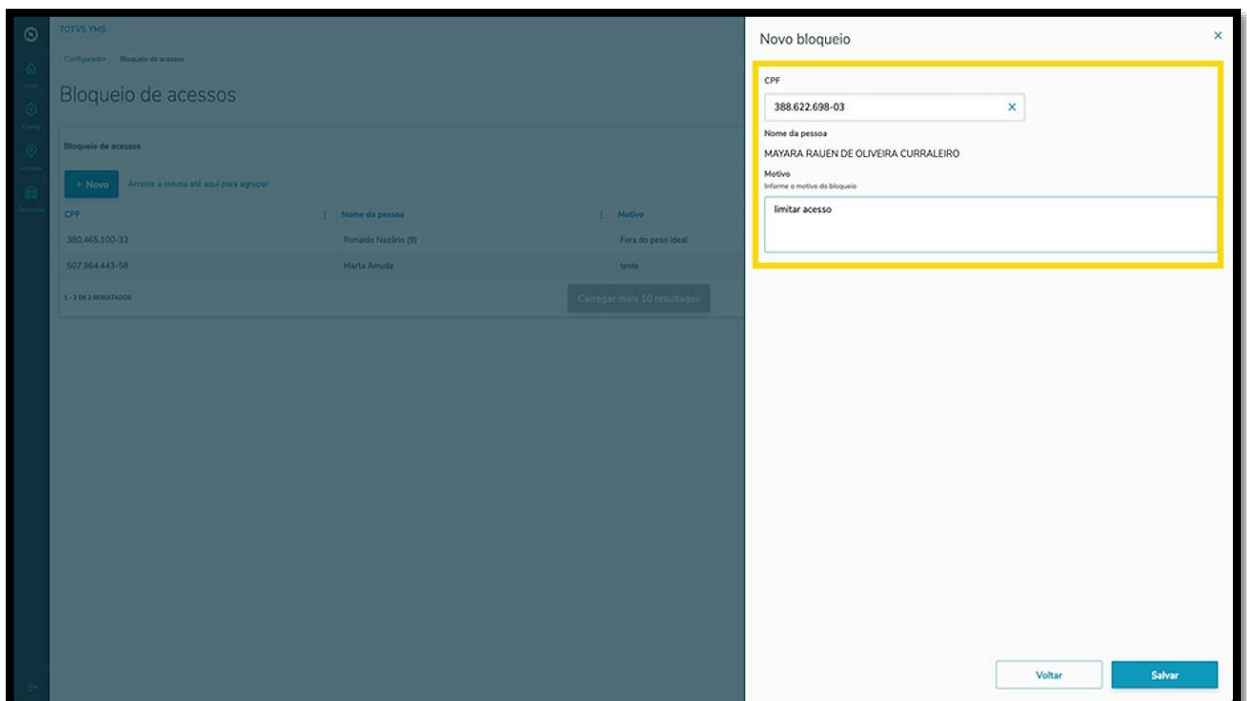 TOTVS YMS
Configurador Bloqueio de acessos
Bloqueio de acessos
Bloqueio de acessos
+ Novo Arraste a coluna até aqui para agrupar
CPF Nome da pessoa Motivo
380.465.100-33 Ronaldo Nazário (9) Fora do peso ideal
507.964.443-58 Marta Arruda teste
1 - 2 DE 2 RESULTADOS Carregar mais 10 resultados
Config
Operação
Novo bloqueio
CPF
388.622.698-03
Nome da pessoa
MAYARA RAUEN DE OLIVEIRA CURRALEIRO
Motivo
Informe o motivo do bloqueio
limitar acesso
Voltar Salvar